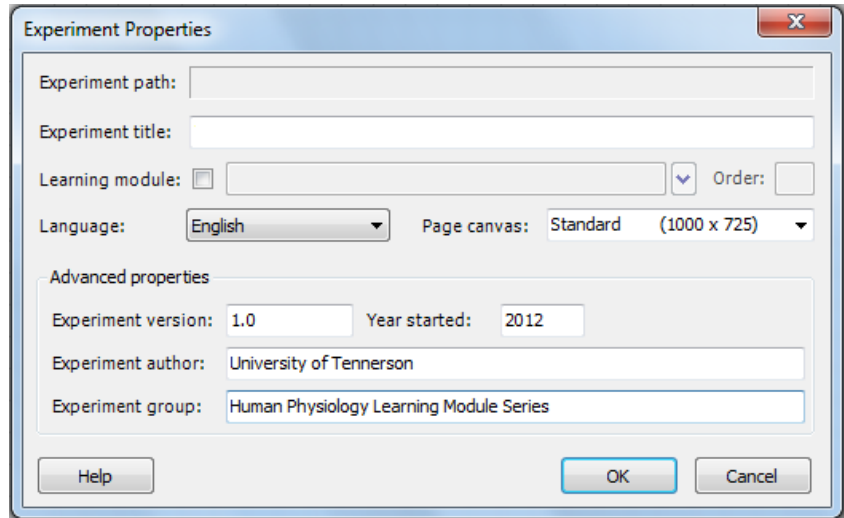 Experiment Properties
Experiment path:
Experiment title:
Learning module: Order:
Language: English Page canvas: Standard (1000 x 725)
Advanced properties
Experiment version: 1.0 Year started: 2012
Experiment author: University of Tennerson
Experiment group: Human Physiology Learning Module Series
Help OK Cancel